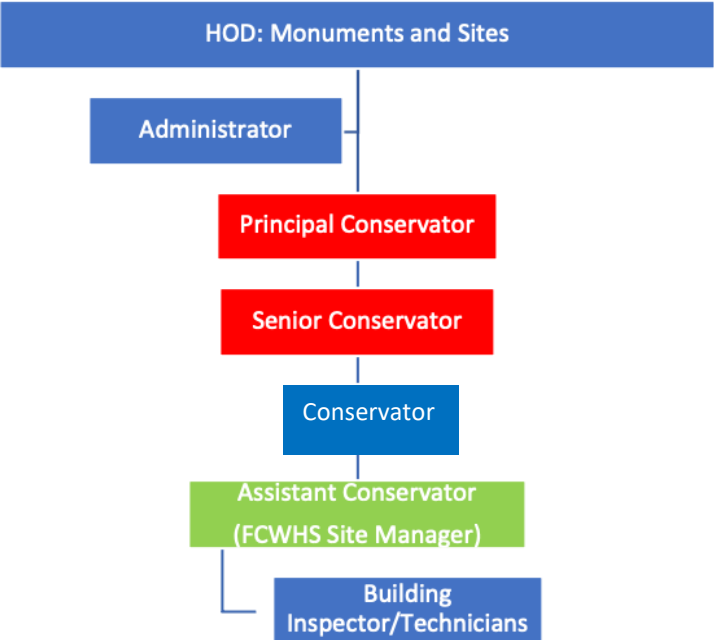 HOD: Monuments and Sites
Administrator
Principal Conservator
Senior Conservator
Conservator
Assistant Conservator
(FCWHS Site Manager)
Building
Inspector/Technicians